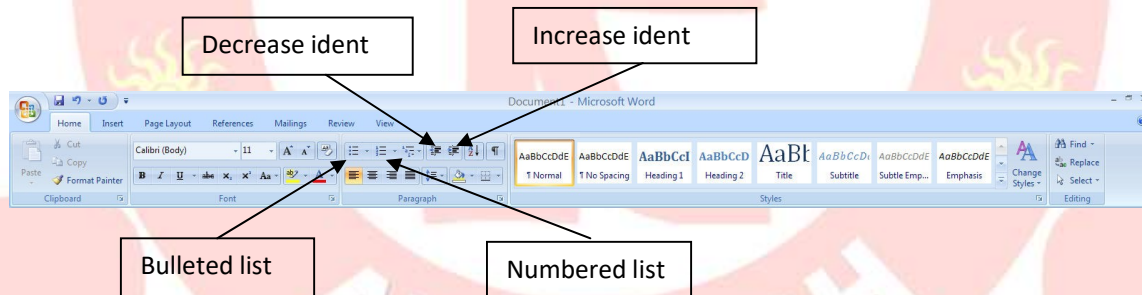 Decrease ident
Increase ident
Document1 - Microsoft Word
Home Insert Page Layout References Mailings Review View
Cut
Copy
Paste
Format Painter
Clipboard
Calibri (Body) 11
Font
Paragraph
AaBbCcDdE AaBbCcDdE AaBbCcI AaBbCcD AaBb AaBbCcDd AaBbCcDdE AaBbCcDdE
¶ Normal ¶ No Spacing Heading 1 Heading 2 Title Subtitle Subtle Emp... Emphasis
Change Styles
Styles
Find
Replace
Select
Editing
Bulleted list
Numbered list